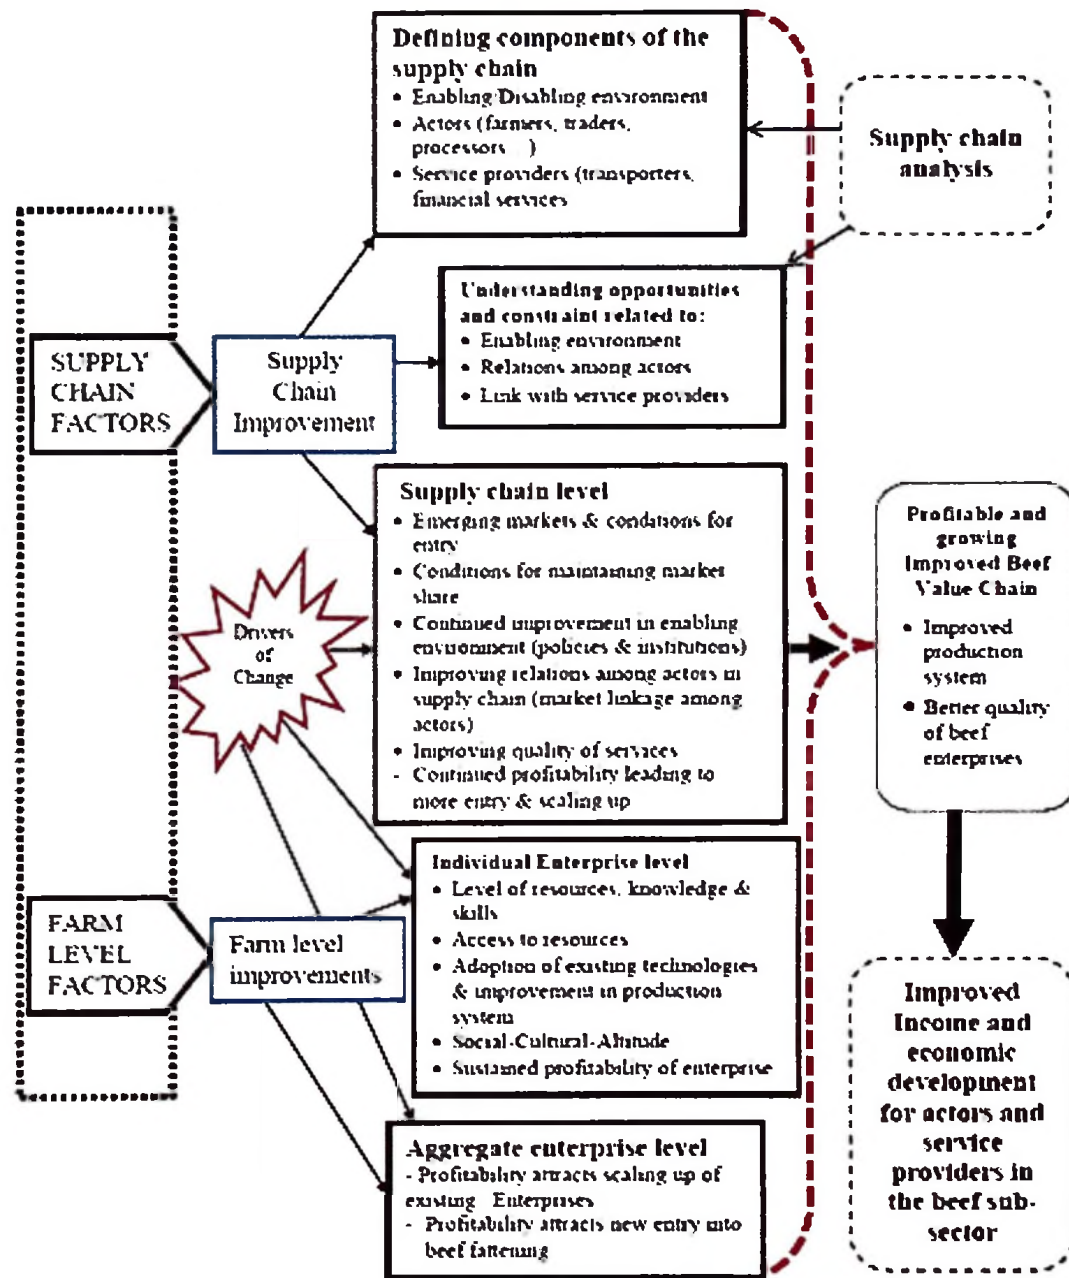 Defining components of the
supply chain
• Enabling/Disabling environment
• Actors (farmers, traders,
processors )
• Service providers (transporters,
financial services
Supply chain
analysis
Understanding opportunities
and constraint related to:
• Enabling environment
• Relations among actors
• Link with service providers
SUPPLY
CHAIN
FACTORS
Supply
Chain
Improvement
Supply chain level
• Emerging markets & conditions for
entry
• Conditions for maintaining market
share
• Continued improvement in enabling
environment (policies & institutions)
• Improving relations among actors in
supply chain (market linkage among
actors)
• Improving quality of services
- Continued profitability leading to
more entry & scaling up
Drivers
of
Change
Profitable and
growing
Improved Beef
Value Chain
• Improved
production
system
• Better quality
of beef
enterprises
Individual Enterprise level
• Level of resources, knowledge &
skills
• Access to resources
• Adoption of existing technologies
& improvement in production
system
• Social-Cultural-Altitude
• Sustained profitability of enterprise
FARM
LEVEL
FACTORS
Farm level
improvements
Aggregate enterprise level
- Profitability attracts scaling up of
existing Enterprises
- Profitability attracts new entry into
beef fattening
Improved
Income and
economic
development
for actors and
service
providers in
the beef sub-
sector